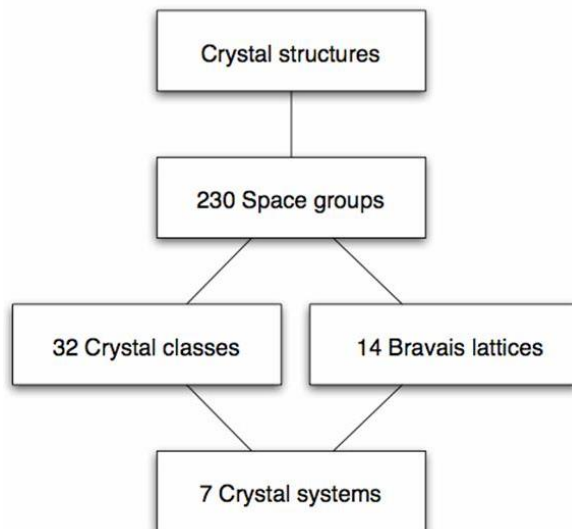 Crystal structures
230 Space groups
32 Crystal classes
14 Bravais lattices
7 Crystal systems